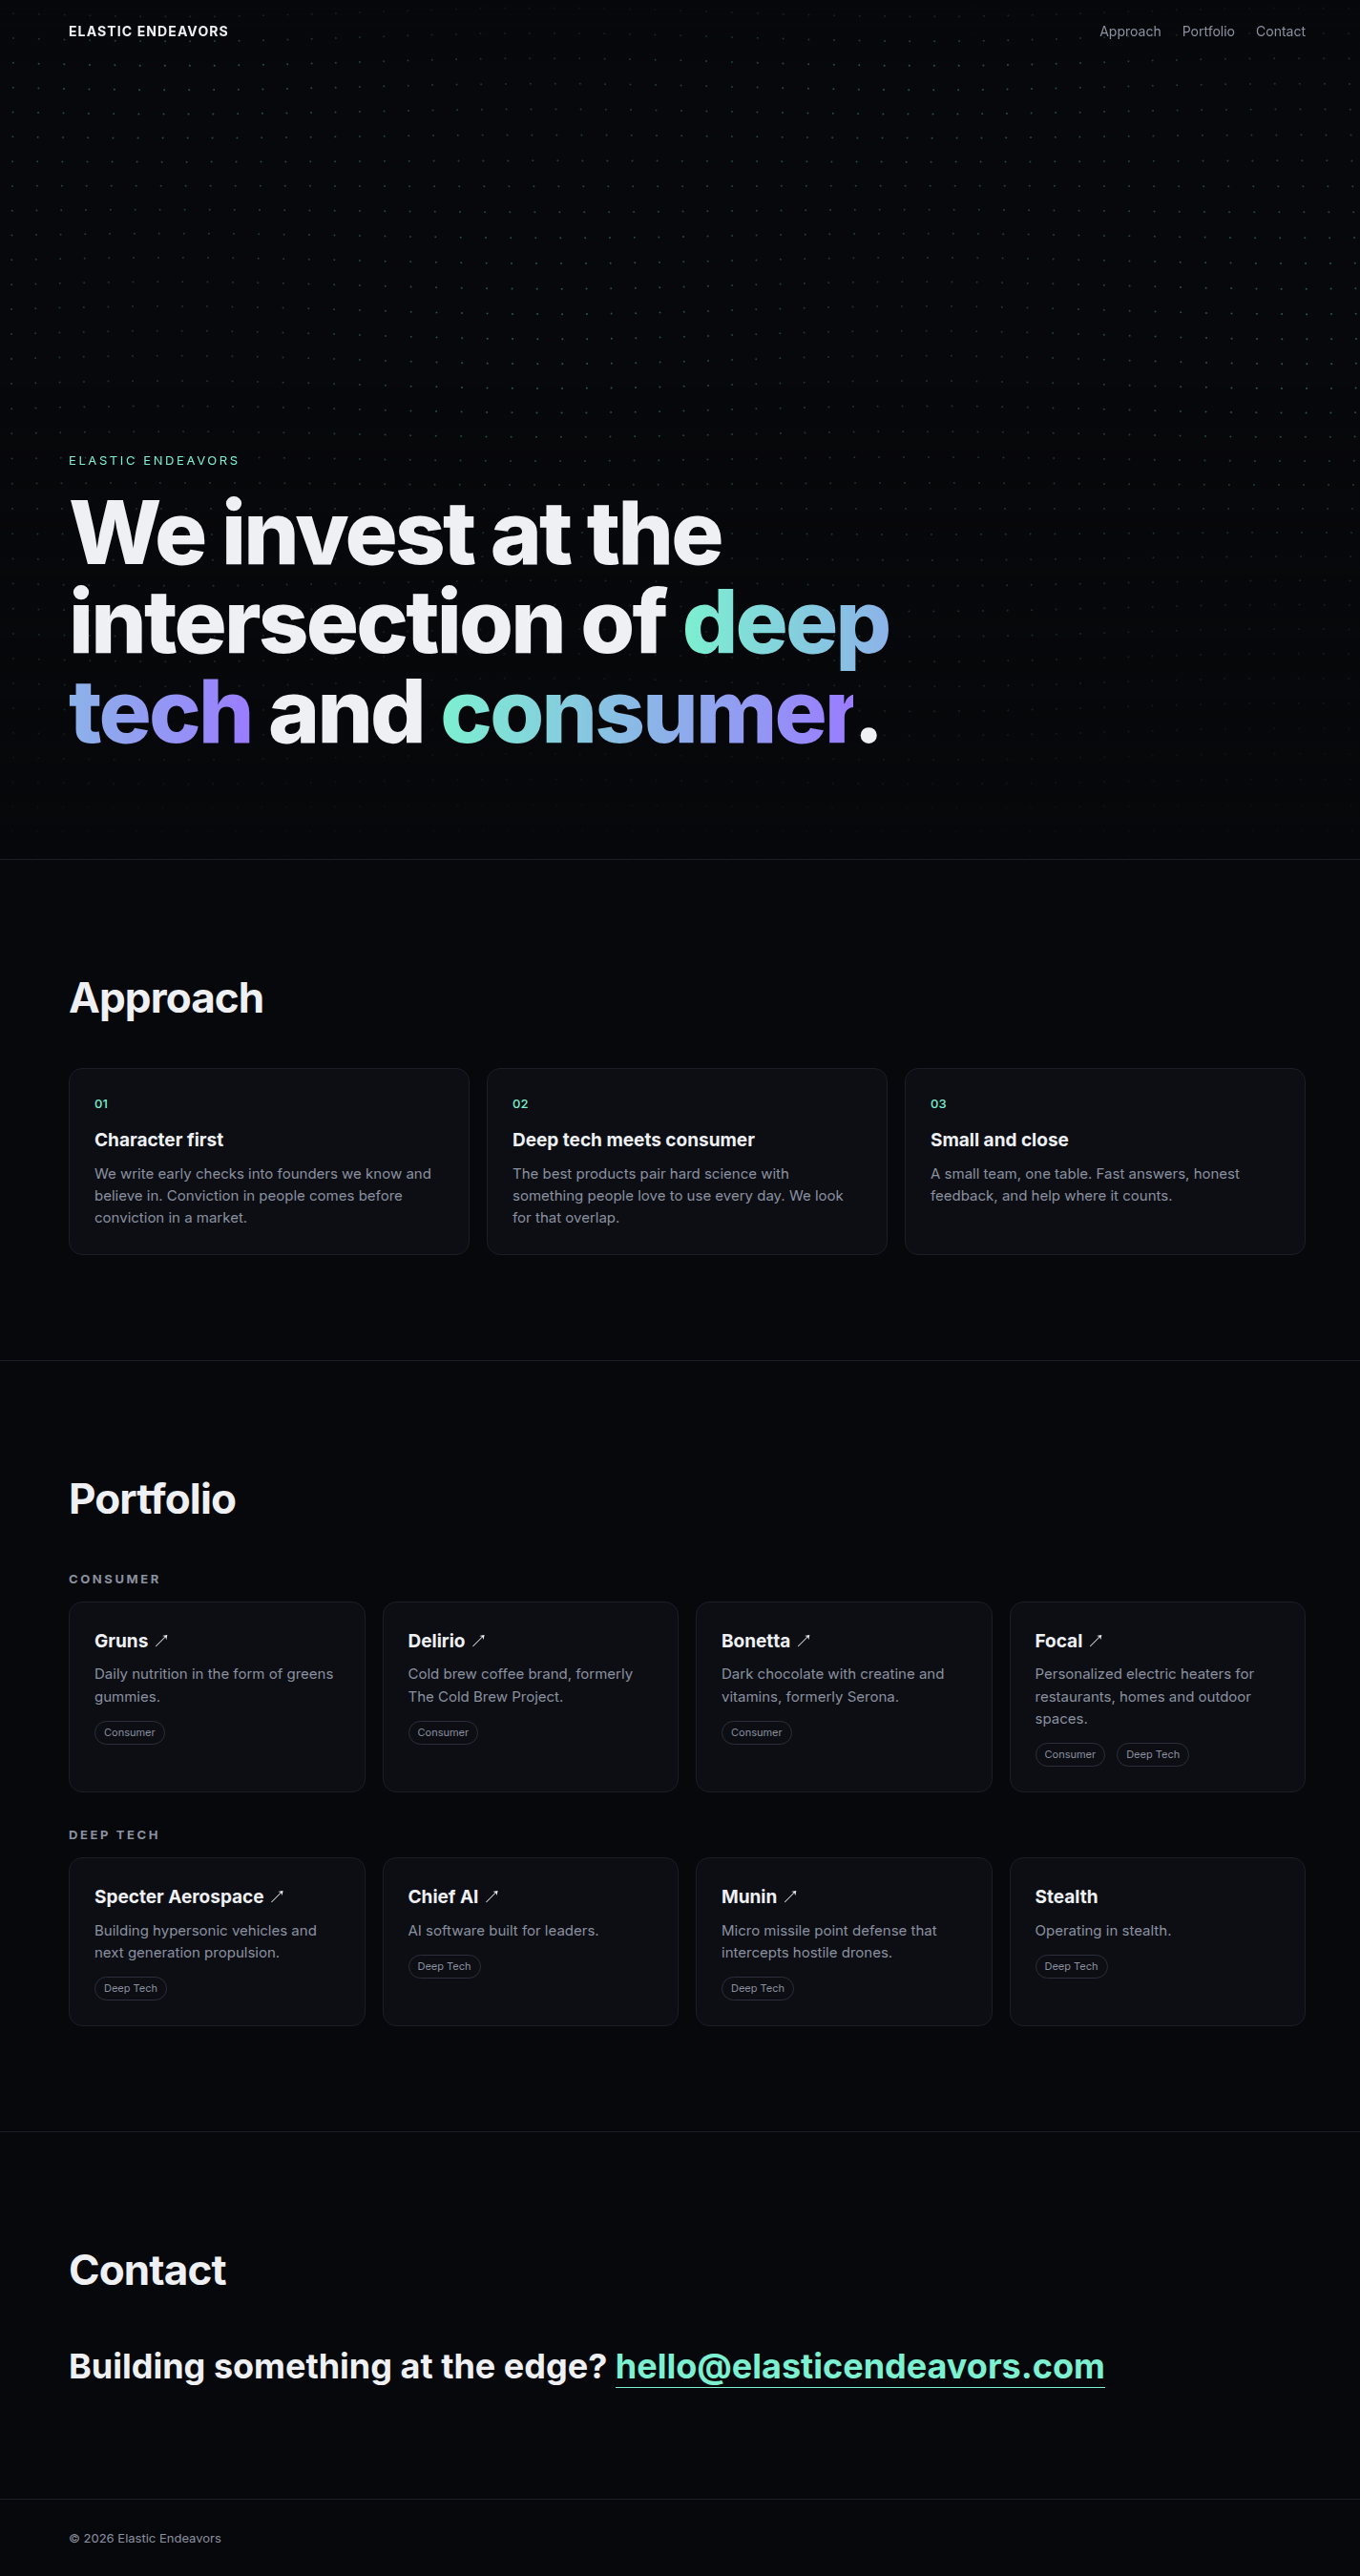 ELASTIC ENDEAVORS
Approach Portfolio Contact
ELASTIC ENDEAVORS
We invest at the
intersection of deep
tech and consumer.
Approach
01
Character first
We write early checks into founders we know and
believe in. Conviction in people comes before
conviction in a market.
02
Deep tech meets consumer
The best products pair hard science with
something people love to use every day. We look
for that overlap.
03
Small and close
A small team, one table. Fast answers, honest
feedback, and help where it counts.
Portfolio
CONSUMER
Gruns ↗
Daily nutrition in the form of greens
gummies.
Consumer
Delirio ↗
Cold brew coffee brand, formerly
The Cold Brew Project.
Consumer
Bonetta ↗
Dark chocolate with creatine and
vitamins, formerly Serona.
Consumer
Focal ↗
Personalized electric heaters for
restaurants, homes and outdoor
spaces.
Consumer Deep Tech
DEEP TECH
Specter Aerospace ↗
Building hypersonic vehicles and
next generation propulsion.
Deep Tech
Chief AI ↗
AI software built for leaders.
Deep Tech
Munin ↗
Micro missile point defense that
intercepts hostile drones.
Deep Tech
Stealth
Operating in stealth.
Deep Tech
Contact
Building something at the edge? hello@elasticendeavors.com
© 2026 Elastic Endeavors